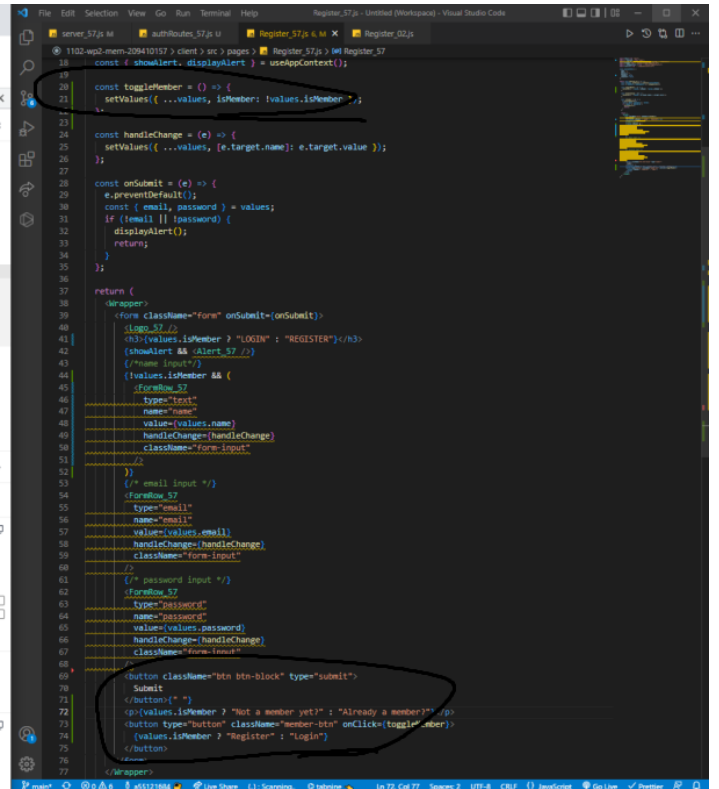 File Edit Selection View Go Run Terminal Help Register_57.js - Untitled (Workspace) - Visual Studio Code
server_57.js M authRoutes_57.js U Register_57.js 6, M X Register_02.js
1102-wp2-mem-209410157 > client > src > pages > Register_57.js > Register_57
18 const { showAlert, displayAlert } = useAppContext();
19
20 const toggleMember = () => {
21 setValues({ ...values, isMember: !values.isMember });
22 };
23
24 const handleChange = (e) => {
25 setValues({ ...values, [e.target.name]: e.target.value });
26 };
27
28 const onSubmit = (e) => {
29 e.preventDefault();
30 const { email, password } = values;
31 if (!email || !password) {
32 displayAlert();
33 return;
34 }
35 };
36
37 return (
38 <Wrapper>
39 <form className="form" onSubmit={onSubmit}>
40 <Logo_57 />
41 <h3>{values.isMember ? "LOGIN" : "REGISTER"}</h3>
42 {showAlert && <Alert_57 />}
43 {/*name input*/}
44 {!values.isMember && (
45 <FormRow_57
46 type="text"
47 name="name"
48 value={values.name}
49 handleChange={handleChange}
50 className="form-input"
51 />
52 )}
53 {/* email input */}
54 <FormRow_57
55 type="email"
56 name="email"
57 value={values.email}
58 handleChange={handleChange}
59 className="form-input"
60 />
61 {/* password input */}
62 <FormRow_57
63 type="password"
64 name="password"
65 value={values.password}
66 handleChange={handleChange}
67 className="form-input"
68 />
69 <button className="btn btn-block" type="submit">
70 Submit
71 </button>{" "}
72 <p>{values.isMember ? "Not a member yet?" : "Already a member?"}</p>
73 <button type="button" className="member-btn" onClick={toggleMember}>
74 {values.isMember ? "Register" : "Login"}
75 </button>
76 </form>
77 </Wrapper>
main* 0 6 Live Share Scanning. tabnine Ln 72, Col 77 Spaces: 2 UTF-8 CRLF {} JavaScript Go Live Prettier